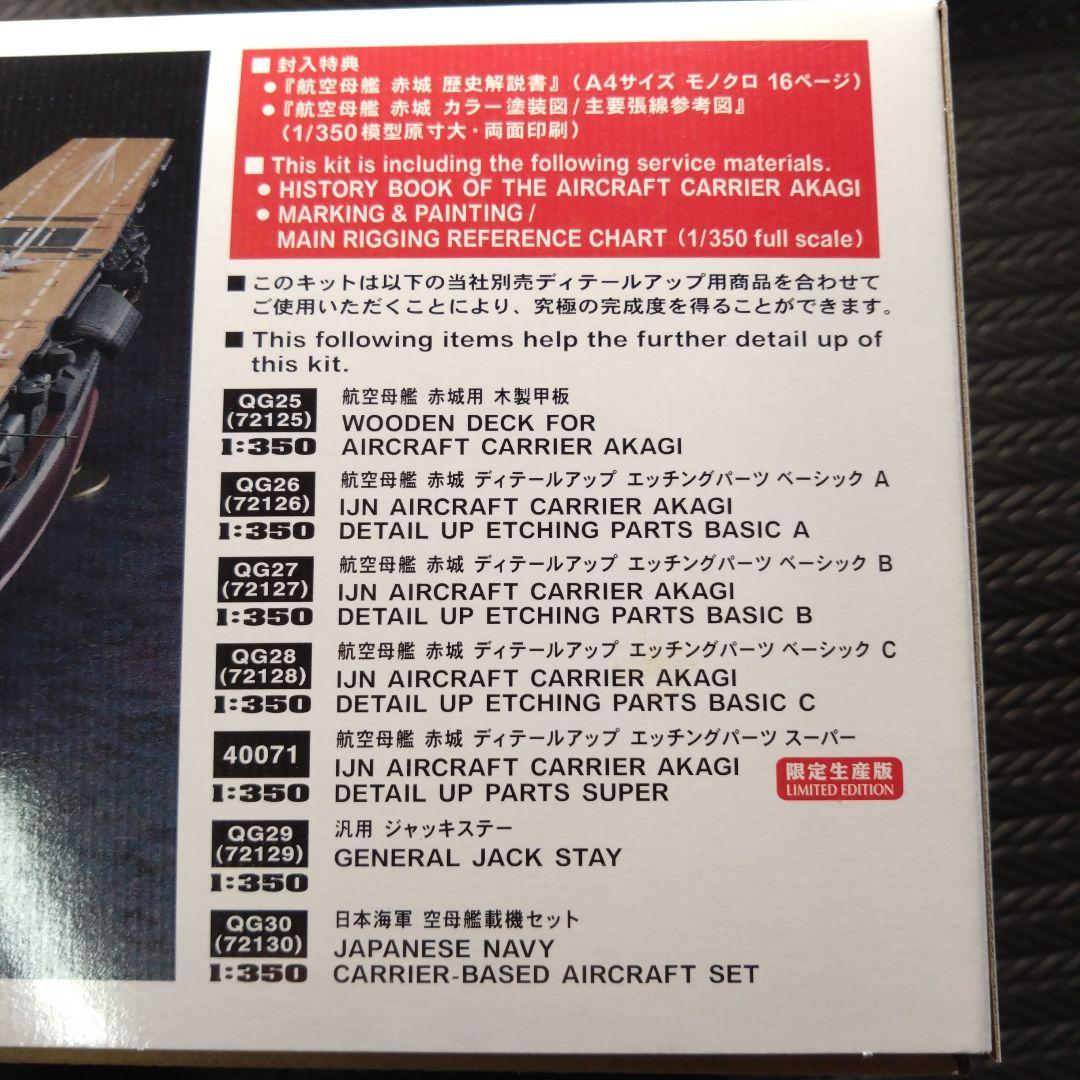 ■ 封入特典
● 『航空母艦 赤城 歴史解説書』（A4サイズ モノクロ 16ページ）
● 『航空母艦 赤城 カラー塗装図/主要張線参考図』
（1/350模型原寸大・両面印刷）
■ This kit is including the following service materials.
● HISTORY BOOK OF THE AIRCRAFT CARRIER AKAGI
● MARKING & PAINTING /
MAIN RIGGING REFERENCE CHART (1/350 full scale)
■ このキットは以下の当社別売ディテールアップ用商品を合わせて
ご使用いただくことにより、究極の完成度を得ることができます。
■ This following items help the further detail up of
this kit.
QG25 航空母艦 赤城用 木製甲板
(72125) WOODEN DECK FOR
1:350 AIRCRAFT CARRIER AKAGI
QG26 航空母艦 赤城 ディテールアップ エッチングパーツ ベーシック A
(72126) IJN AIRCRAFT CARRIER AKAGI
1:350 DETAIL UP ETCHING PARTS BASIC A
QG27 航空母艦 赤城 ディテールアップ エッチングパーツ ベーシック B
(72127) IJN AIRCRAFT CARRIER AKAGI
1:350 DETAIL UP ETCHING PARTS BASIC B
QG28 航空母艦 赤城 ディテールアップ エッチングパーツ ベーシック C
(72128) IJN AIRCRAFT CARRIER AKAGI
1:350 DETAIL UP ETCHING PARTS BASIC C
航空母艦 赤城 ディテールアップ エッチングパーツ スーパー
40071 IJN AIRCRAFT CARRIER AKAGI 限定生産版
1:350 DETAIL UP PARTS SUPER LIMITED EDITION
QG29 汎用 ジャッキステー
(72129) GENERAL JACK STAY
1:350
QG30 日本海軍 空母艦載機セット
(72130) JAPANESE NAVY
1:350 CARRIER-BASED AIRCRAFT SET